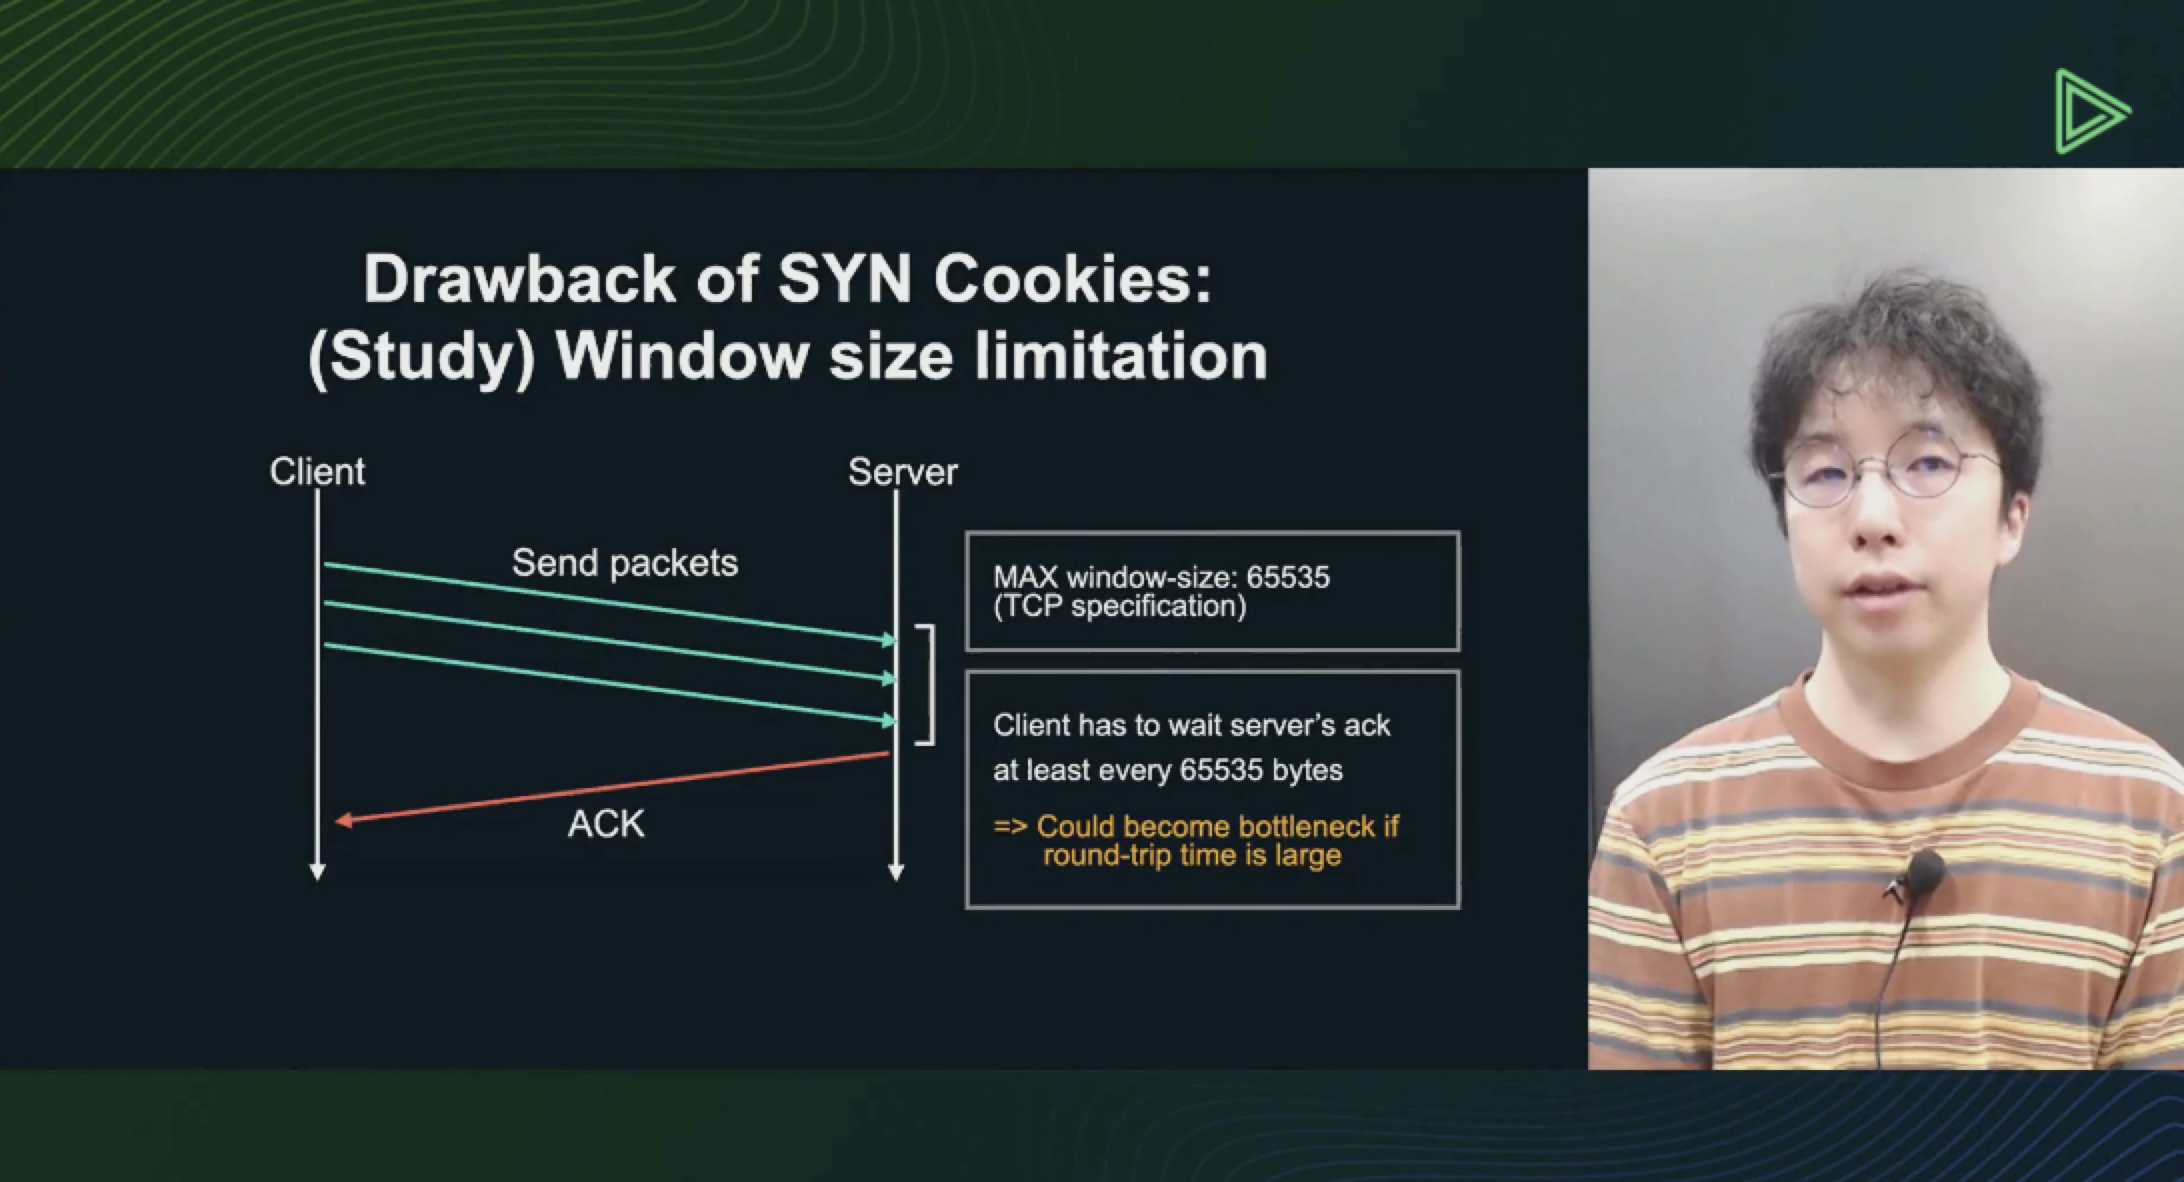 Drawback of SYN Cookies:
(Study) Window size limitation
Client
Server
Send packets
ACK
MAX window-size: 65535
(TCP specification)
Client has to wait server’s ack
at least every 65535 bytes
=> Could become bottleneck if
round-trip time is large